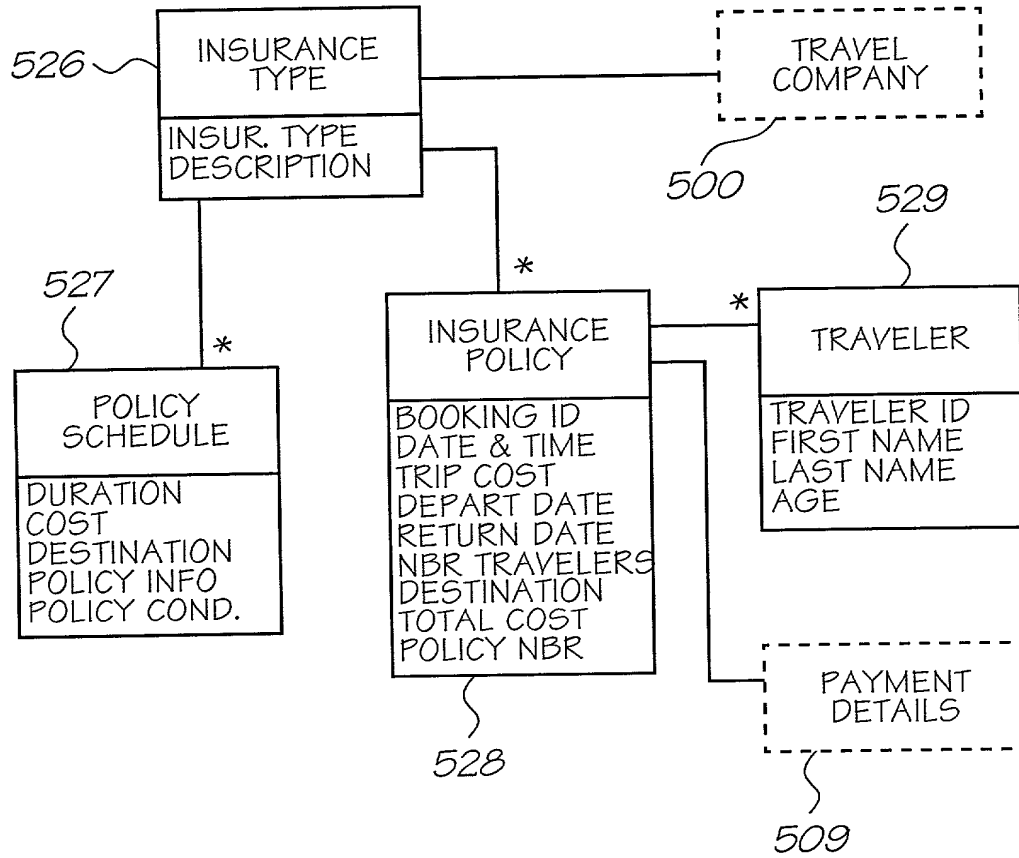 526
INSURANCE
TYPE
INSUR. TYPE
DESCRIPTION
TRAVEL
COMPANY
500
529
527
*
POLICY
SCHEDULE
DURATION
COST
DESTINATION
POLICY INFO
POLICY COND.
*
INSURANCE
POLICY
BOOKING ID
DATE & TIME
TRIP COST
DEPART DATE
RETURN DATE
NBR TRAVELERS
DESTINATION
TOTAL COST
POLICY NBR
528
*
TRAVELER
TRAVELER ID
FIRST NAME
LAST NAME
AGE
PAYMENT
DETAILS
509